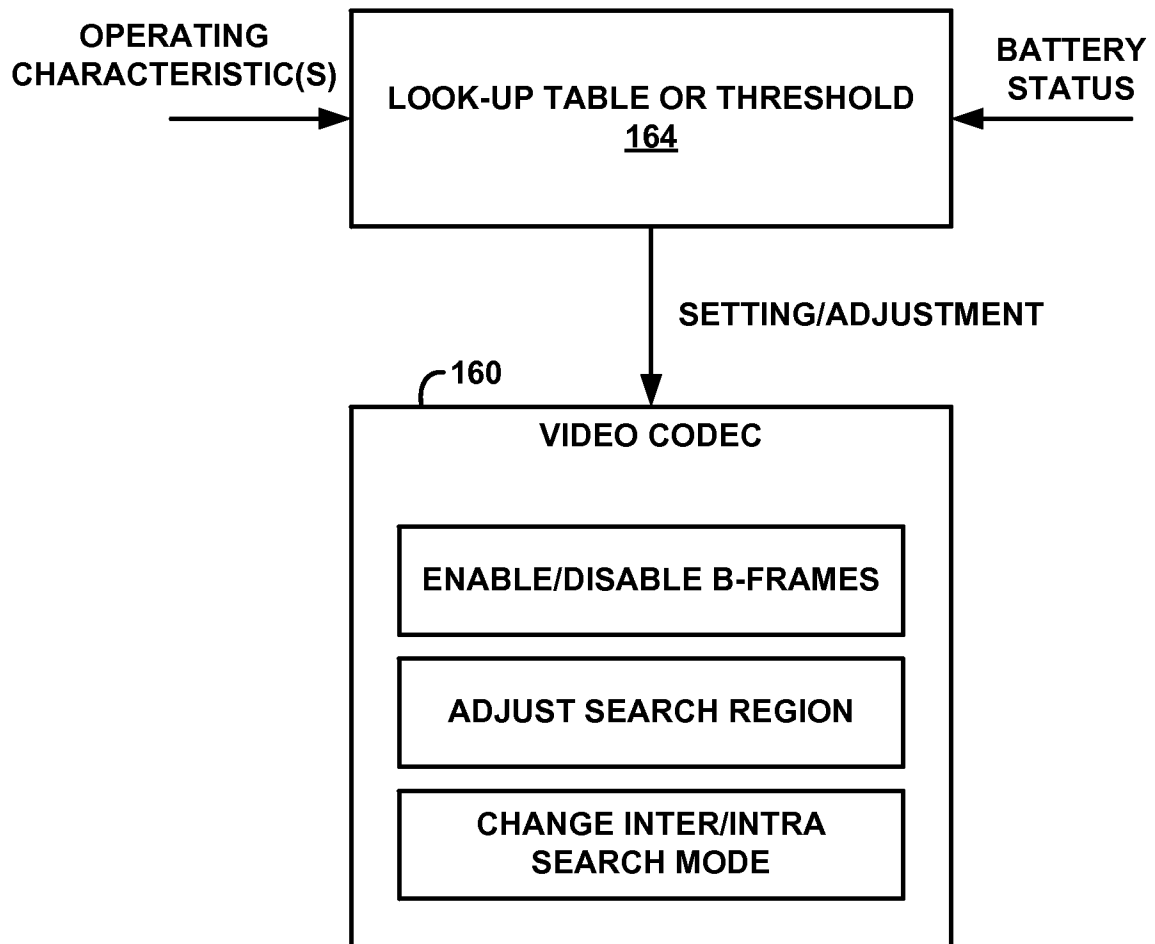 OPERATING
CHARACTERISTIC(S)
LOOK-UP TABLE OR THRESHOLD
164
BATTERY
STATUS
SETTING/ADJUSTMENT
160
VIDEO CODEC
ENABLE/DISABLE B-FRAMES
ADJUST SEARCH REGION
CHANGE INTER/INTRA
SEARCH MODE